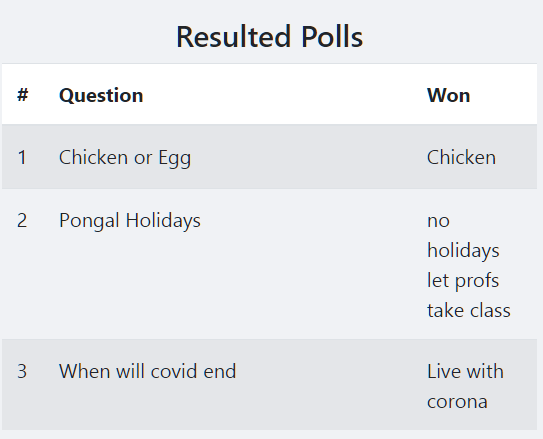 Resulted Polls
# Question Won
1 Chicken or Egg Chicken
2 Pongal Holidays no
holidays
let profs
take class
3 When will covid end Live with
corona